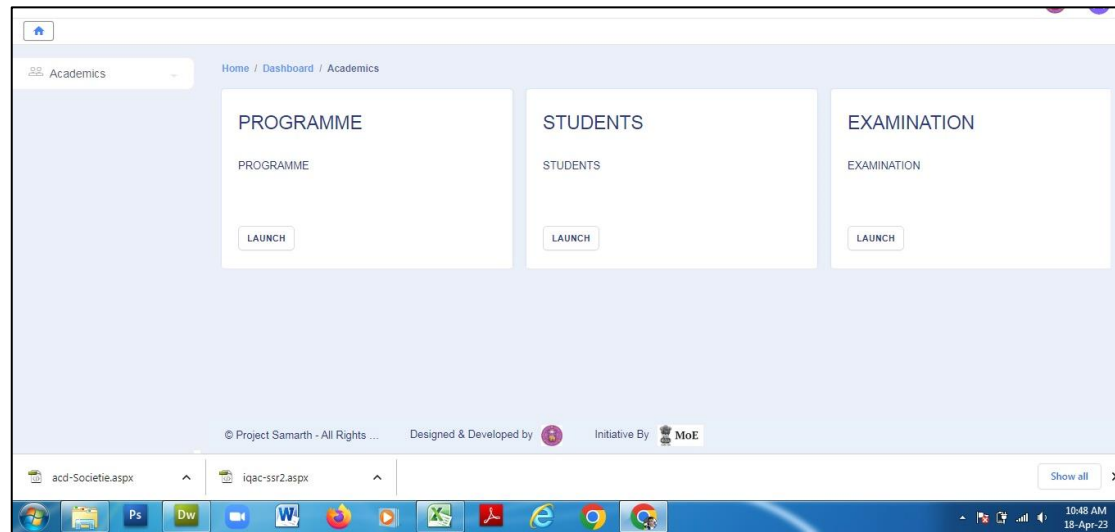 Academics
Home / Dashboard / Academics
PROGRAMME
PROGRAMME
LAUNCH
STUDENTS
STUDENTS
LAUNCH
EXAMINATION
EXAMINATION
LAUNCH
© Project Samarth - All Rights ... Designed & Developed by Initiative By MoE
acd-Societie.aspx iqac-ssr2.aspx Show all
Ps Dw
10:48 AM
18-Apr-23